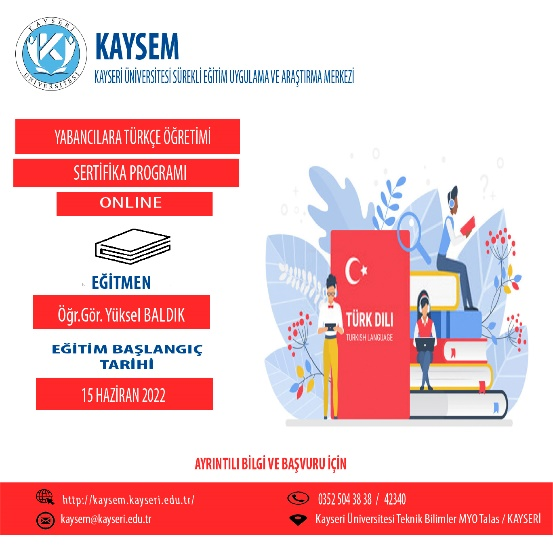 KAYSERİ
ÜNİVERSİTESİ
KAYSEM
KAYSERİ ÜNİVERSİTESİ SÜREKLİ EĞİTİM UYGULAMA VE ARAŞTIRMA MERKEZİ
YABANCILARA TÜRKÇE ÖĞRETİMİ
SERTİFİKA PROGRAMI
ONLINE
EĞİTMEN
Öğr.Gör. Yüksel BALDIK
EĞİTİM BAŞLANGIÇ
TARİHİ
15 HAZİRAN 2022
TÜRK DILI
TURKISH LANGUAGE
AYRINTILI BİLGİ VE BAŞVURU İÇİN
http://kaysem.kayseri.edu.tr/
0352 504 38 38 / 42340
kaysem@kayseri.edu.tr
Kayseri Üniversitesi Teknik Bilimler MYO Talas / KAYSERİ